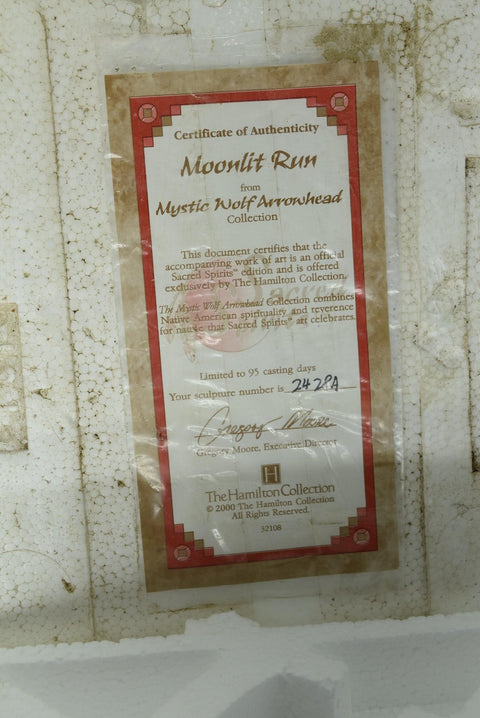 Certificate of Authenticity
Moonlit Run
from
Mystic Wolf Arrowhead
Collection
This document certifies that the
accompanying work of art is an official
Sacred Spirits™ edition and is offered
exclusively by The Hamilton Collection.
The Mystic Wolf Arrowhead Collection combines
Native American spirituality and reverence
for nature that Sacred Spirits™ art celebrates.
Limited to 95 casting days
Your sculpture number is 2428A
Gregory Moore
Gregory Moore, Executive Director
H
The Hamilton Collection
© 2000 The Hamilton Collection
All Rights Reserved.
32108